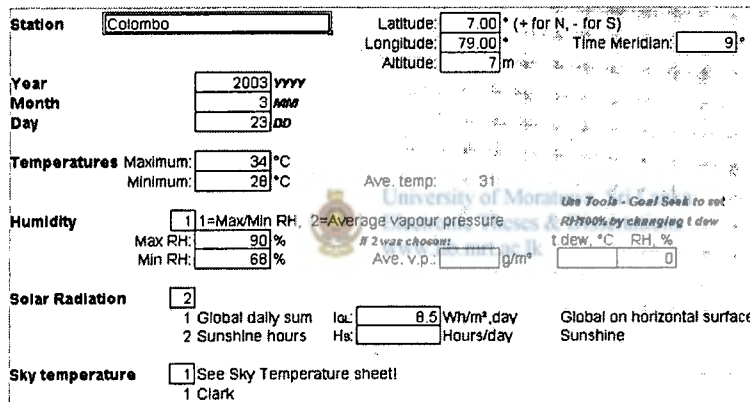 Station Colombo Latitude: 7.00 ° (+ for N, - for S)
Longitude: 79.00 ° Time Meridian: 9 °
Altitude: 7 m
Year 2003 YYYY
Month 3 MM
Day 23 DD
Temperatures Maximum: 34 °C
Minimum: 28 °C Ave. temp: 31
Use Tools - Goal Seek to set
Humidity 1 1=Max/Min RH, 2=Average vapour pressure RH100% by changing t dew
Max RH: 90 % If 2 was chosen: t.dew, °C RH, %
Min RH: 68 % Ave. v.p.: g/m³ 0
Solar Radiation 2
1 Global daily sum IGL: 8.5 Wh/m²,day Global on horizontal surface
2 Sunshine hours Hs: Hours/day Sunshine
Sky temperature 1 See Sky Temperature sheet!
1 Clark
University of Moratuwa